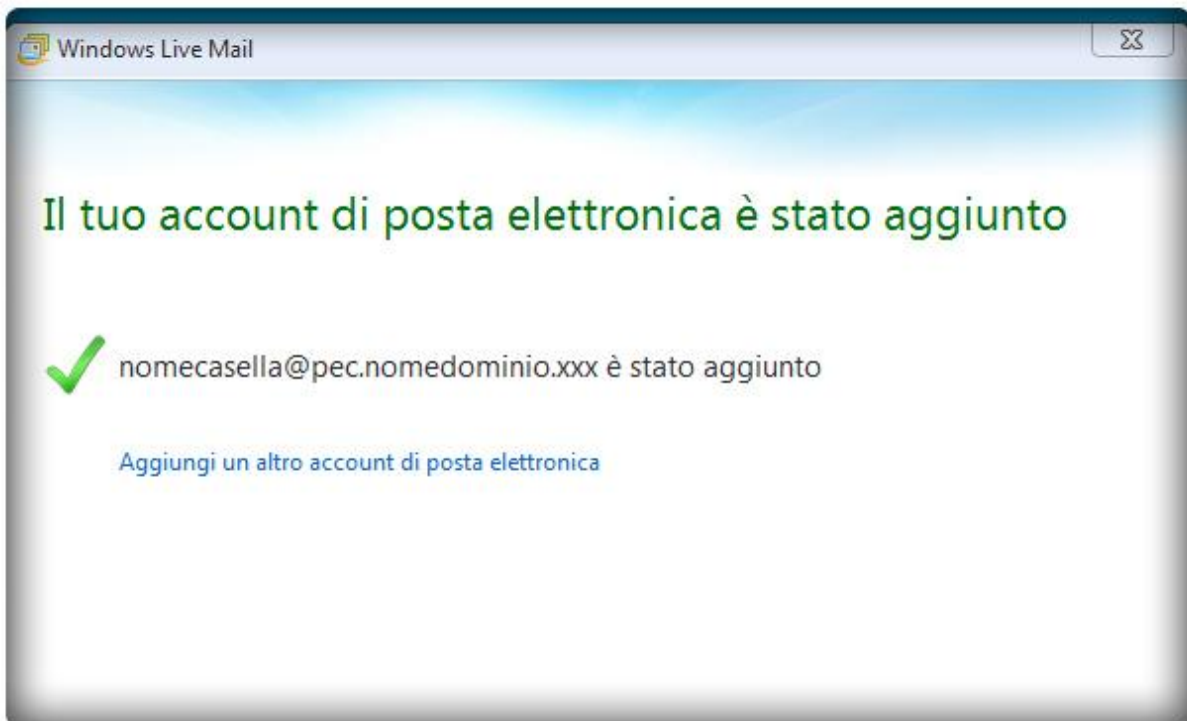 Windows Live Mail
Il tuo account di posta elettronica è stato aggiunto
nomecasella@pec.nomedominio.xxx è stato aggiunto
Aggiungi un altro account di posta elettronica